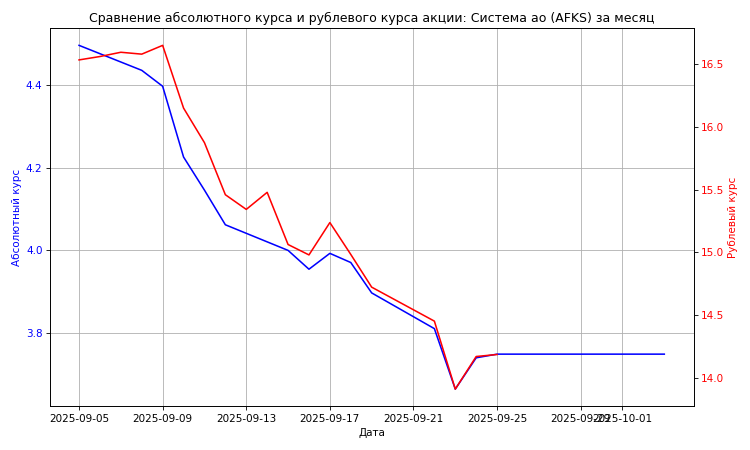 Сравнение абсолютного курса и рублевого курса акции: Система ао (AFKS) за месяц
Абсолютный курс
4.4
4.2
4.0
3.8
16.5
16.0
15.5
15.0
14.5
14.0
Рублевый курс
2025-09-05 2025-09-09 2025-09-13 2025-09-17 2025-09-21 2025-09-25 2025-09-29 2025-10-01
Дата